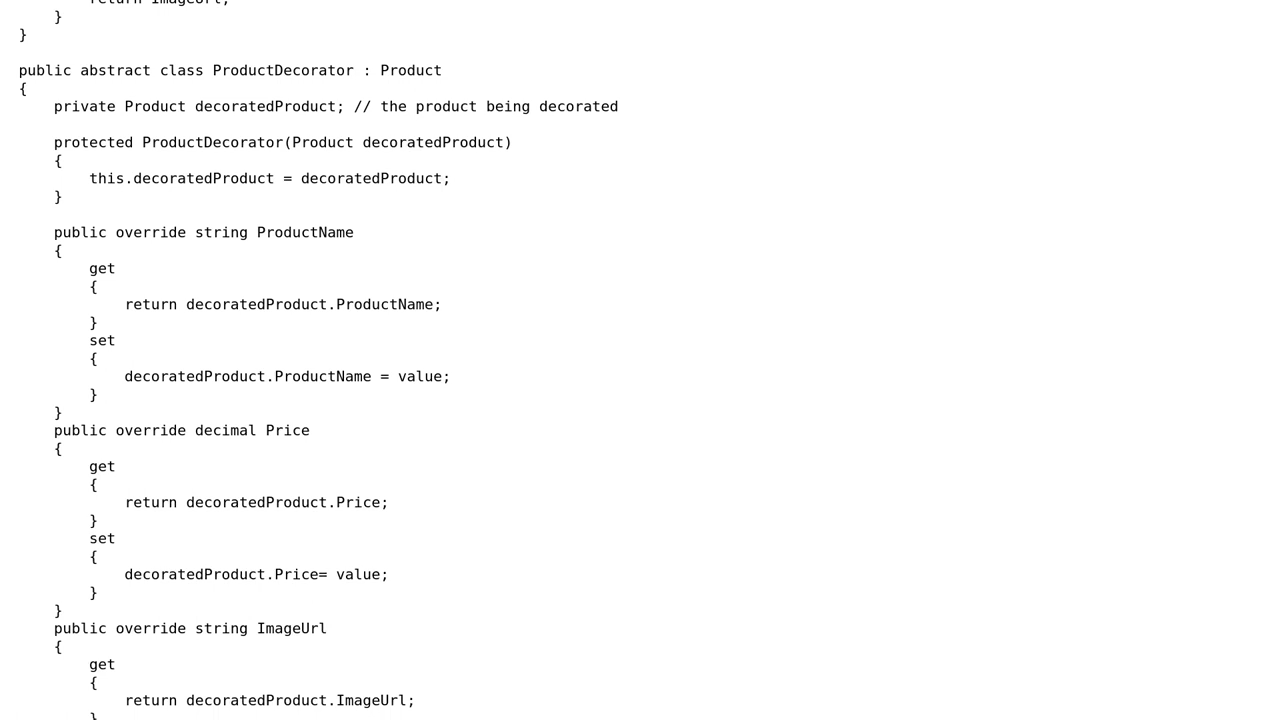 return ImageUrl;
    }
}

public abstract class ProductDecorator : Product
{
    private Product decoratedProduct; // the product being decorated

    protected ProductDecorator(Product decoratedProduct)
    {
        this.decoratedProduct = decoratedProduct;
    }

    public override string ProductName
    {
        get
        {
            return decoratedProduct.ProductName;
        }
        set
        {
            decoratedProduct.ProductName = value;
        }
    }
    public override decimal Price
    {
        get
        {
            return decoratedProduct.Price;
        }
        set
        {
            decoratedProduct.Price= value;
        }
    }
    public override string ImageUrl
    {
        get
        {
            return decoratedProduct.ImageUrl;
        }